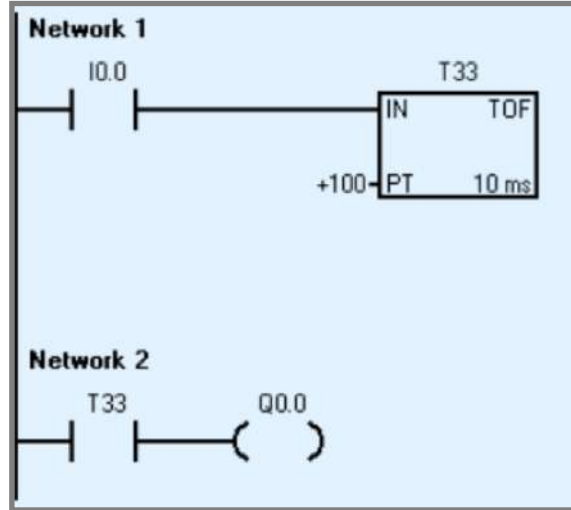 Network 1
I0.0 T33
IN TOF
+100 PT 10 ms
Network 2
T33 Q0.0